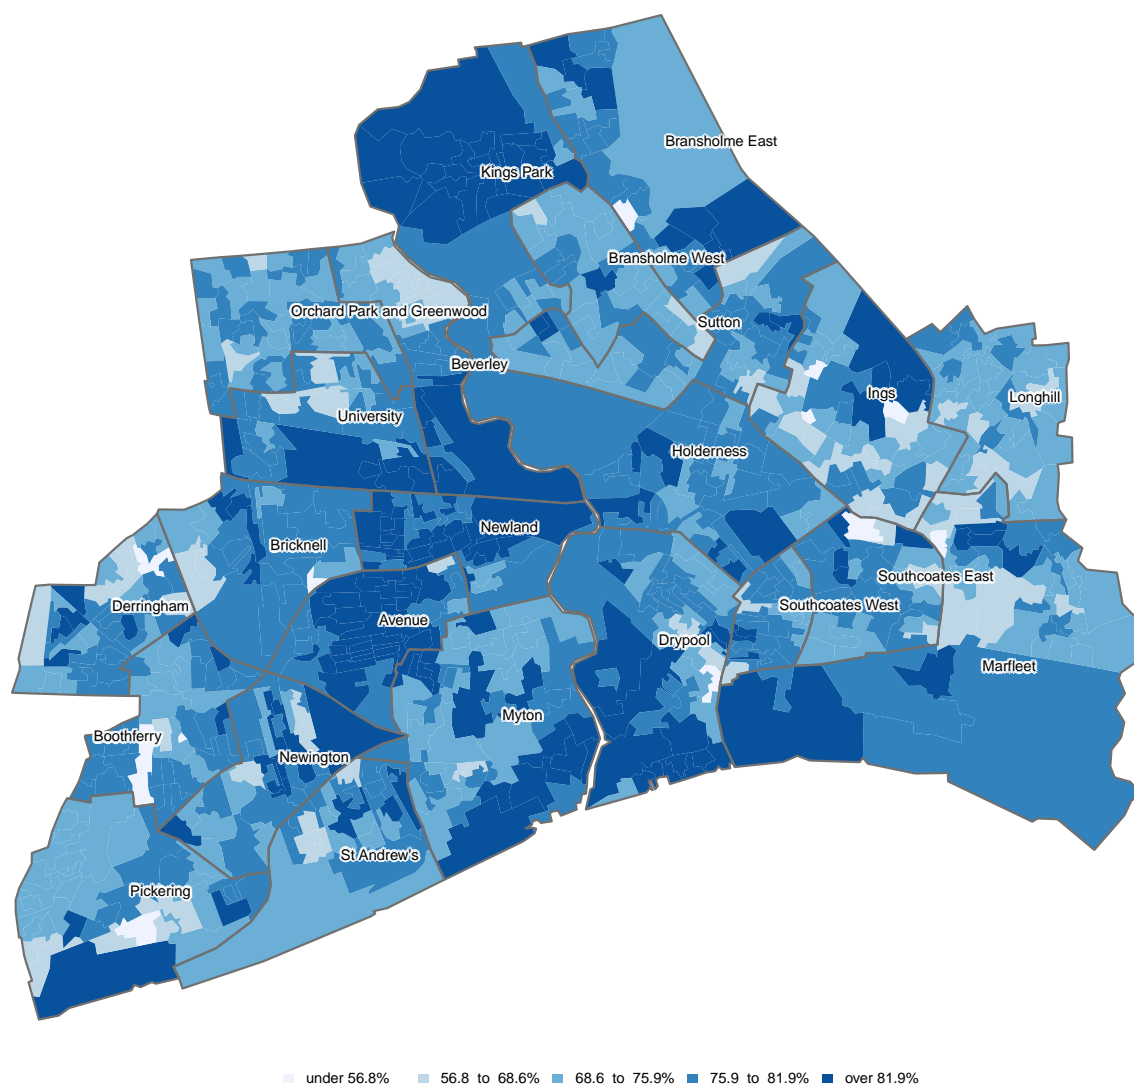 Bransholme East
Kings Park
Bransholme West
Orchard Park and Greenwood
Sutton
Beverley
Ings
Longhill
University
Holderness
Newland
Bricknell
Southcoates East
Derringham
Southcoates West
Avenue
Drypool
Marfleet
Myton
Boothferry
Newington
St Andrew's
Pickering
under 56.8% 56.8 to 68.6% 68.6 to 75.9% 75.9 to 81.9% over 81.9%